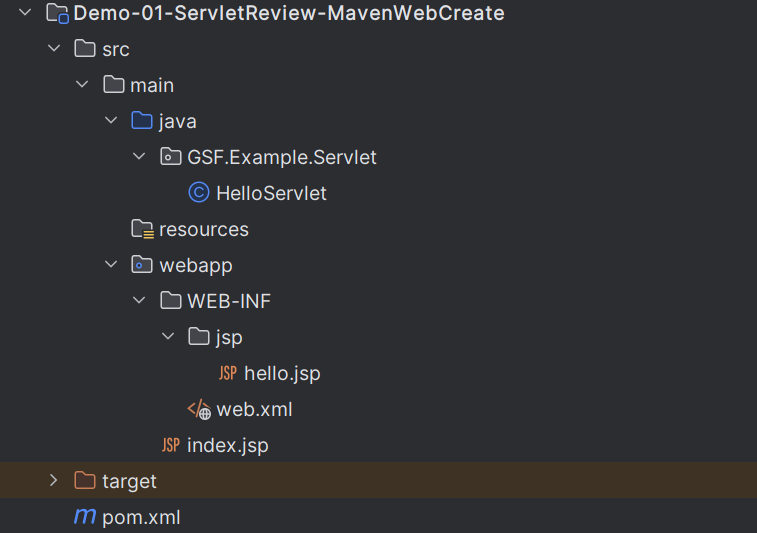 Demo-01-ServletReview-MavenWebCreate
src
main
java
GSF.Example.Servlet
C HelloServlet
resources
webapp
WEB-INF
jsp
JSP hello.jsp
web.xml
JSP index.jsp
target
m pom.xml